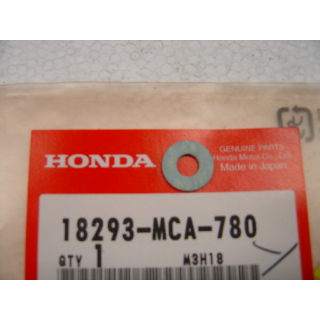 HONDA
GENUINE PARTS
Honda Motor Co., Ltd.
Made in Japan
18293-MCA-780
QTY 1 M3H18